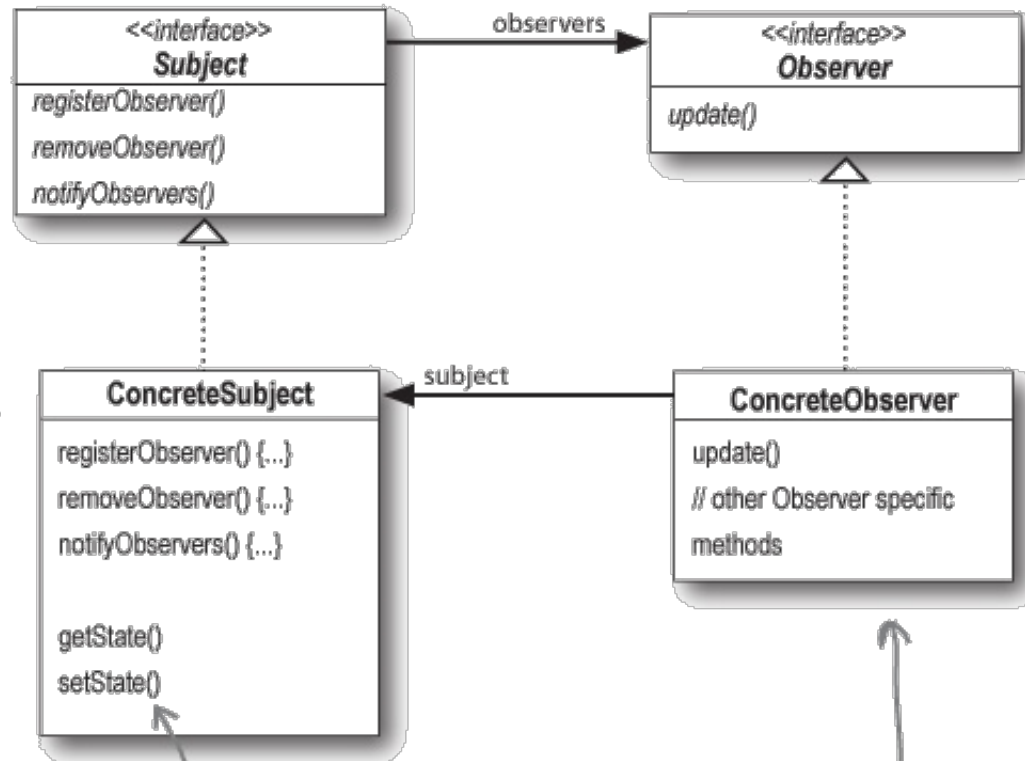 <<interface>>
Subject
registerObserver()
removeObserver()
notifyObservers()
observers
<<interface>>
Observer
update()
ConcreteSubject
registerObserver() {...}
removeObserver() {...}
notifyObservers() {...}
getState()
setState()
subject
ConcreteObserver
update()
// other Observer specific
methods